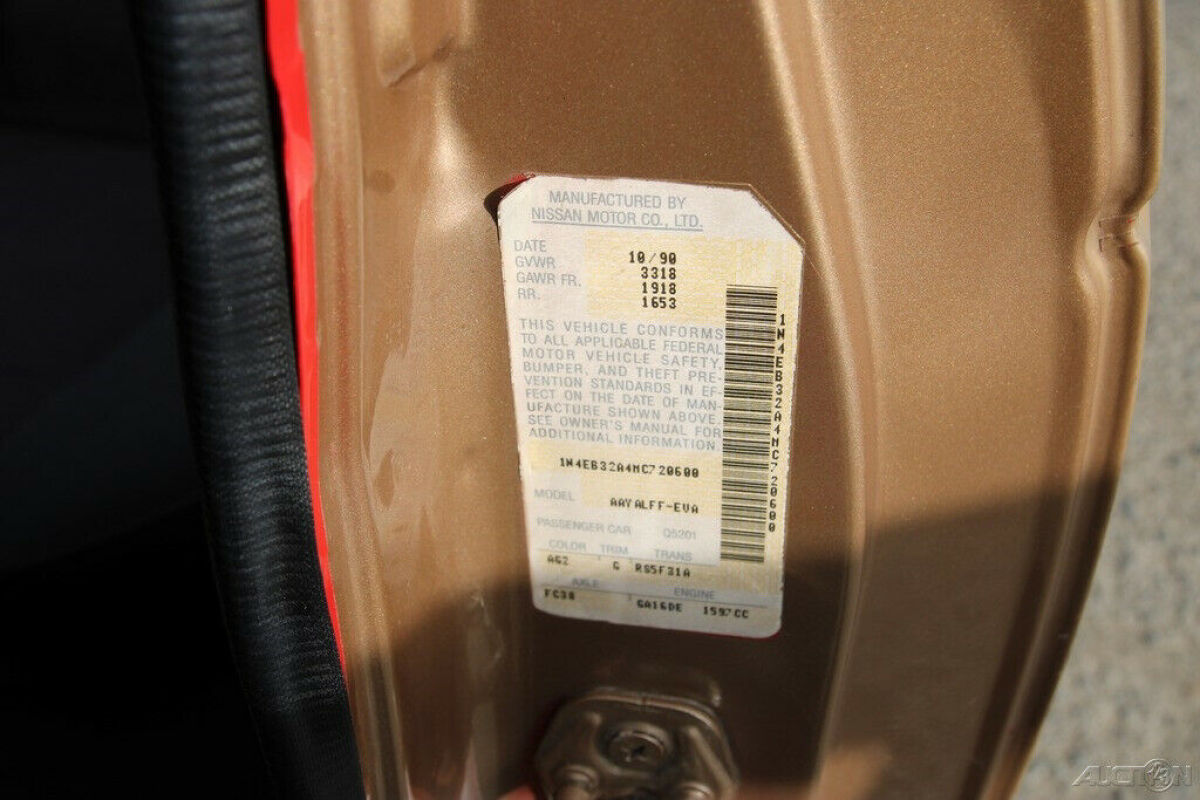 MANUFACTURED BY
NISSAN MOTOR CO., LTD.
DATE 10/90
GVWR 3318
GAWR FR. 1918
RR. 1653
THIS VEHICLE CONFORMS
TO ALL APPLICABLE FEDERAL
MOTOR VEHICLE SAFETY,
BUMPER, AND THEFT PRE-
VENTION STANDARDS IN EF-
FECT ON THE DATE OF MAN-
UFACTURE SHOWN ABOVE.
SEE OWNER'S MANUAL FOR
ADDITIONAL INFORMATION.
1N4EB32A4MC720600
MODEL AAYALFF-EVA
PASSENGER CAR Q5201
COLOR TRIM TRANS
AG2 G RS5F31A
AXLE ENGINE
FC38 GA16DE 1597CC
1N4EB32A4MC720600
AUCTION
123